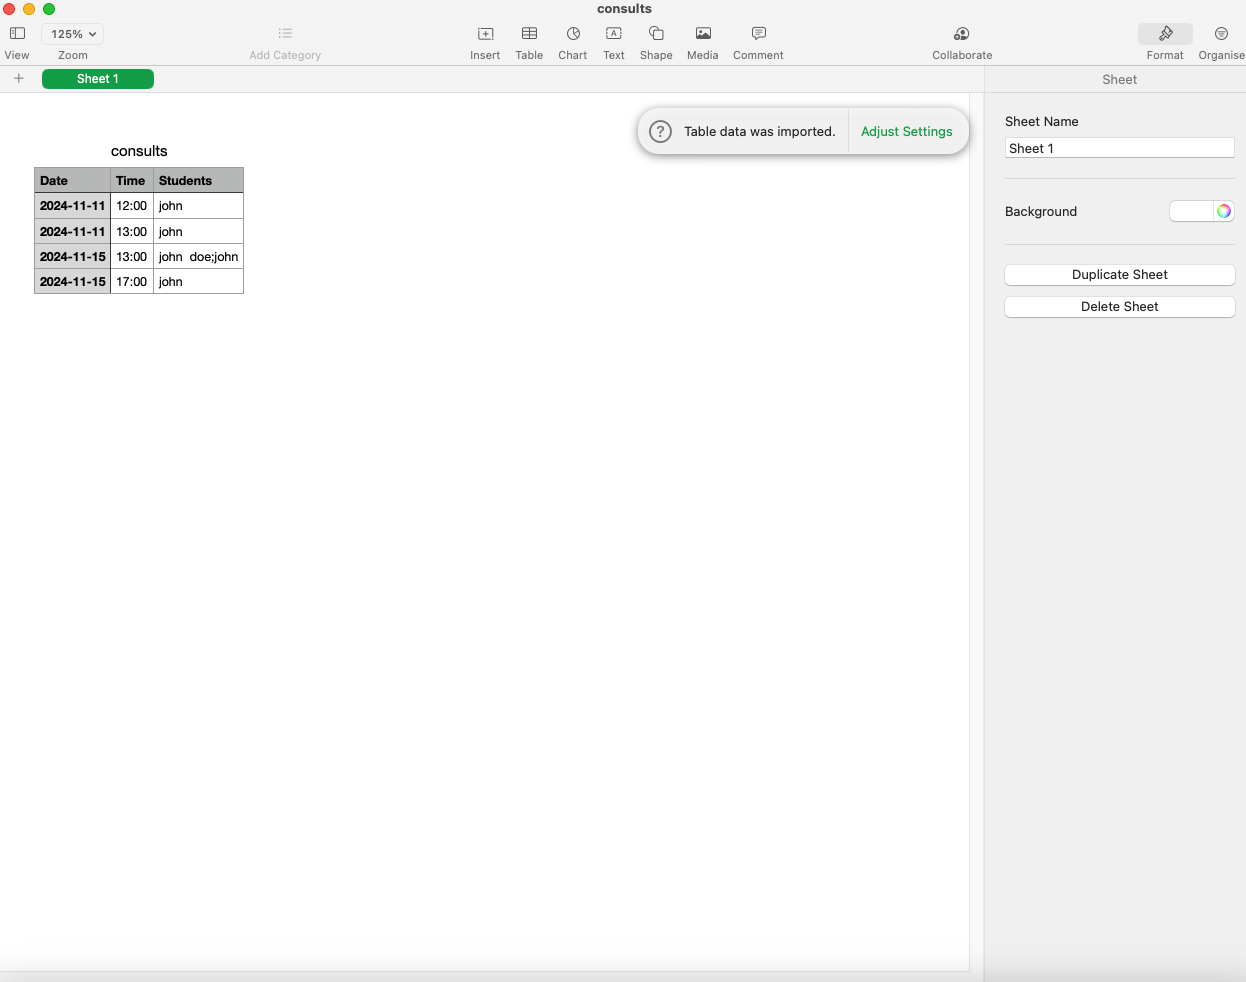 consults
125%
View
Zoom
Add Category
Insert
Table
Chart
Text
Shape
Media
Comment
Collaborate
Format
Organise
Sheet 1
Sheet
Table data was imported.
Adjust Settings
Sheet Name
Sheet 1
Background
Duplicate Sheet
Delete Sheet
consults
Date Time Students
2024-11-11 12:00 john
2024-11-11 13:00 john
2024-11-15 13:00 john  doe;john
2024-11-15 17:00 john